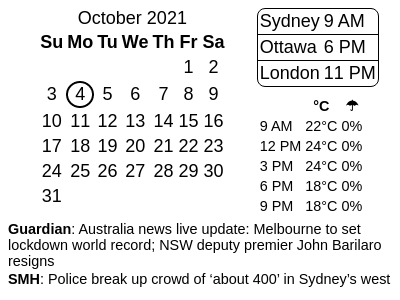 October 2021
Su Mo Tu We Th Fr Sa
1 2
3 4 5 6 7 8 9
10 11 12 13 14 15 16
17 18 19 20 21 22 23
24 25 26 27 28 29 30
31
Sydney 9 AM
Ottawa 6 PM
London 11 PM
°C ☂
9 AM 22°C 0%
12 PM 24°C 0%
3 PM 24°C 0%
6 PM 18°C 0%
9 PM 18°C 0%
Guardian: Australia news live update: Melbourne to set
lockdown world record; NSW deputy premier John Barilaro
resigns
SMH: Police break up crowd of ‘about 400’ in Sydney’s west